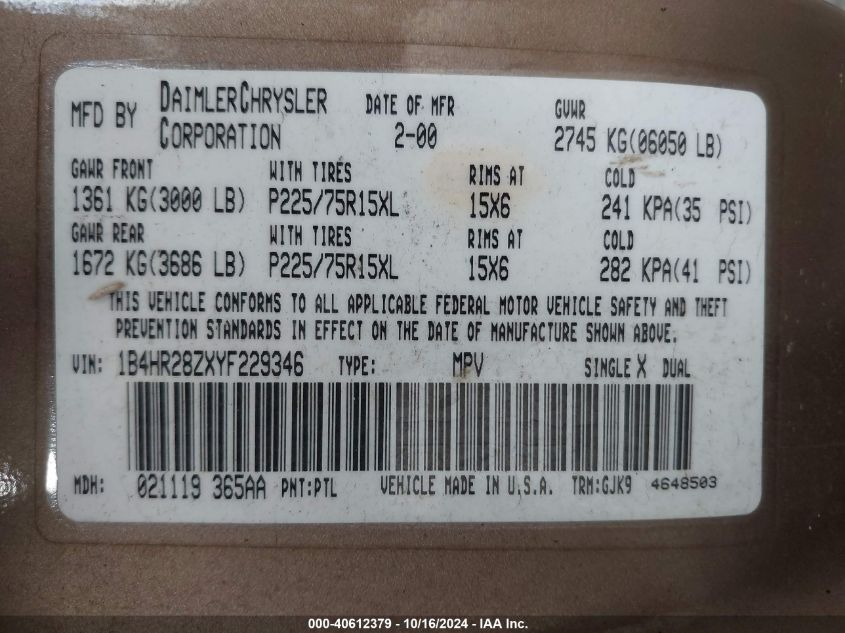 MFD BY DAIMLERCHRYSLER CORPORATION DATE OF MFR 2-00 GVWR 2745 KG(06050 LB)
GAWR FRONT WITH TIRES RIMS AT COLD
1361 KG(3000 LB) P225/75R15XL 15X6 241 KPA(35 PSI)
GAWR REAR WITH TIRES RIMS AT COLD
1672 KG(3686 LB) P225/75R15XL 15X6 282 KPA(41 PSI)
THIS VEHICLE CONFORMS TO ALL APPLICABLE FEDERAL MOTOR VEHICLE SAFETY AND THEFT
PREVENTION STANDARDS IN EFFECT ON THE DATE OF MANUFACTURE SHOWN ABOVE.
VIN: 1B4HR28ZXYF229346 TYPE: MPV SINGLE X DUAL
MDH: 021119 365AA PNT:PTL VEHICLE MADE IN U.S.A. TRM:GJK9 4648503
000-40612379 - 10/16/2024 - IAA Inc.